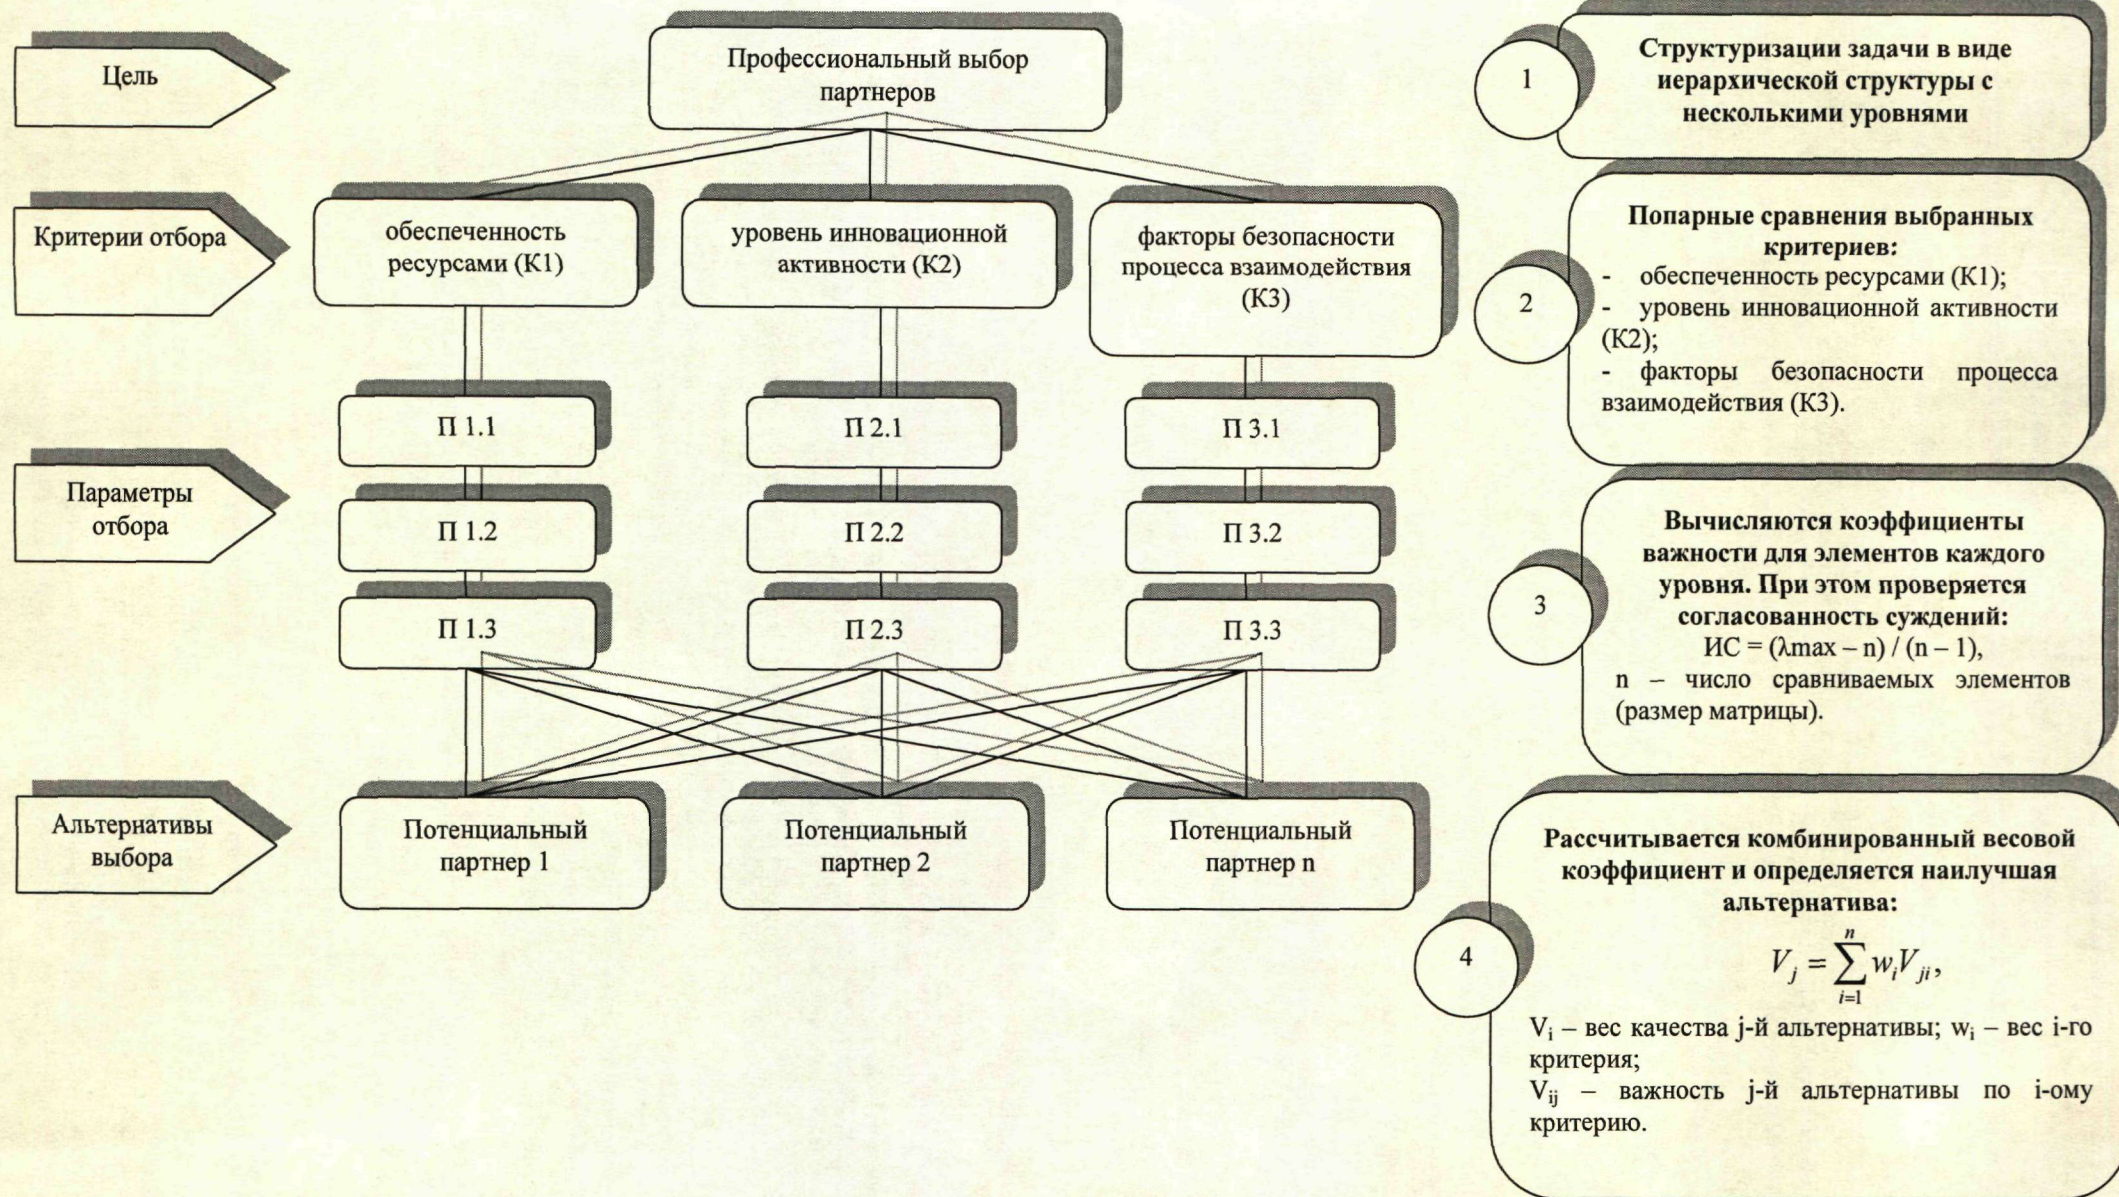 Цель
Профессиональный выбор
партнеров
Критерии отбора
обеспеченность
ресурсами (К1)
уровень инновационной
активности (К2)
факторы безопасности
процесса взаимодействия
(К3)
Параметры
отбора
П 1.1
П 2.1
П 3.1
П 1.2
П 2.2
П 3.2
П 1.3
П 2.3
П 3.3
Альтернативы
выбора
Потенциальный
партнер 1
Потенциальный
партнер 2
Потенциальный
партнер n
1
Структуризации задачи в виде
иерархической структуры с
несколькими уровнями
2
Попарные сравнения выбранных
критериев:
- обеспеченность ресурсами (К1);
- уровень инновационной активности
(К2);
- факторы безопасности процесса
взаимодействия (К3).
3
Вычисляются коэффициенты
важности для элементов каждого
уровня. При этом проверяется
согласованность суждений:
ИС = (λmax – n) / (n – 1),
n – число сравниваемых элементов
(размер матрицы).
4
Рассчитывается комбинированный весовой
коэффициент и определяется наилучшая
альтернатива:
$V_j = \sum_{i=1}^{n} w_i V_{ji},$
V_i – вес качества j-й альтернативы; w_i – вес i-го
критерия;
V_ij – важность j-й альтернативы по i-ому
критерию.